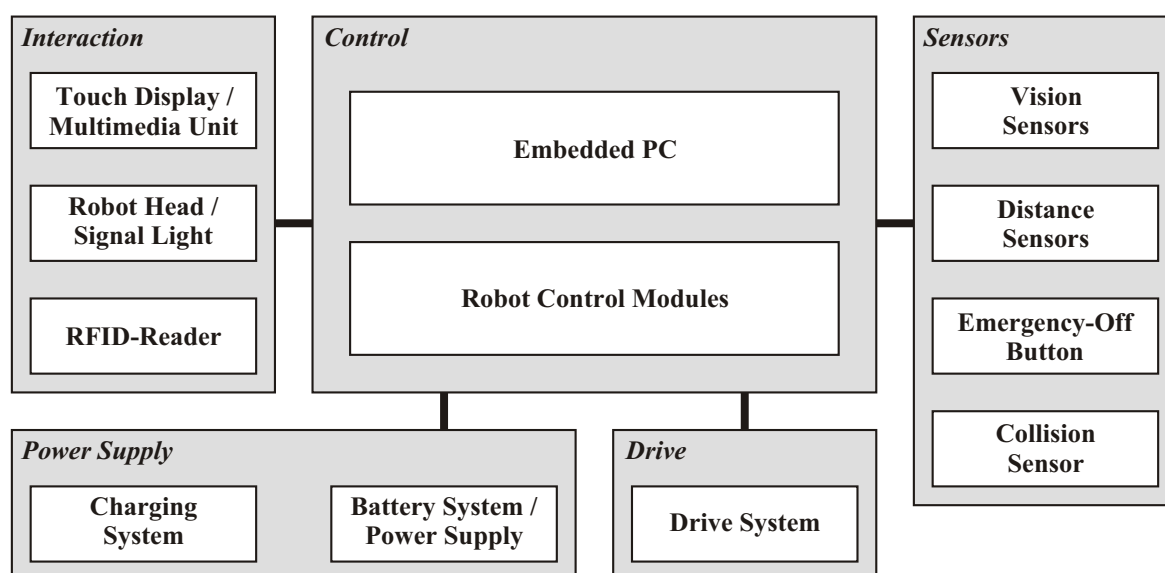 Interaction
Touch Display /
Multimedia Unit
Robot Head /
Signal Light
RFID-Reader
Control
Embedded PC
Robot Control Modules
Sensors
Vision
Sensors
Distance
Sensors
Emergency-Off
Button
Collision
Sensor
Power Supply
Charging
System
Battery System /
Power Supply
Drive
Drive System